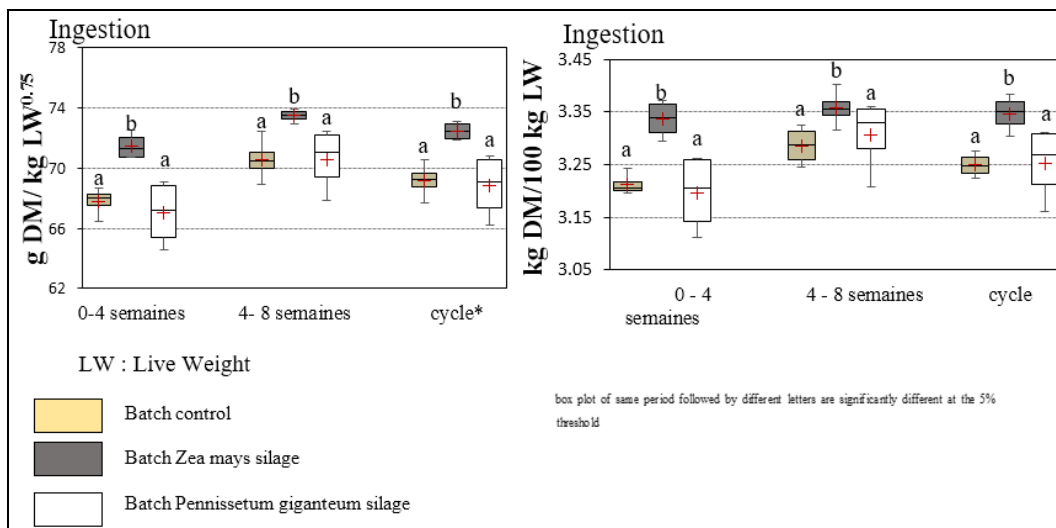 Ingestion
g DM/ kg LW0.75
78
74
70
66
62
a
b
a
a
b
a
a
b
a
0-4 semaines
4- 8 semaines
cycle*
Ingestion
kg DM/100 kg LW
3.45
3.35
3.25
3.15
3.05
a
b
a
a
b
a
a
b
a
0 - 4
semaines
4 - 8 semaines
cycle
LW : Live Weight
Batch control
Batch Zea mays silage
Batch Pennissetum giganteum silage
box plot of same period followed by different letters are significantly different at the 5%
threshold